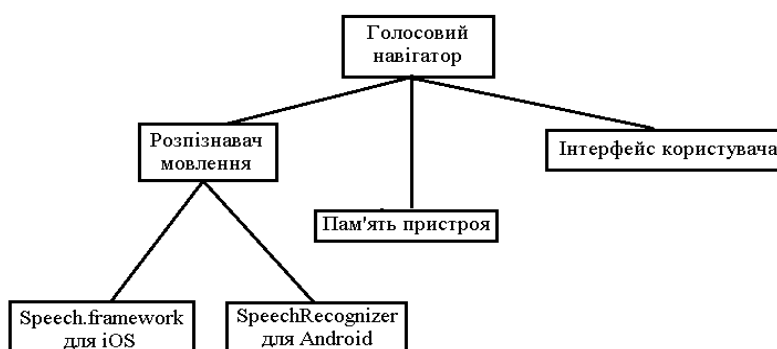 Голосовий
навігатор
Розпізнавач
мовлення
Інтерфейс користувача
Пам'ять пристроя
Speech.framework
для iOS
SpeechRecognizer
для Android